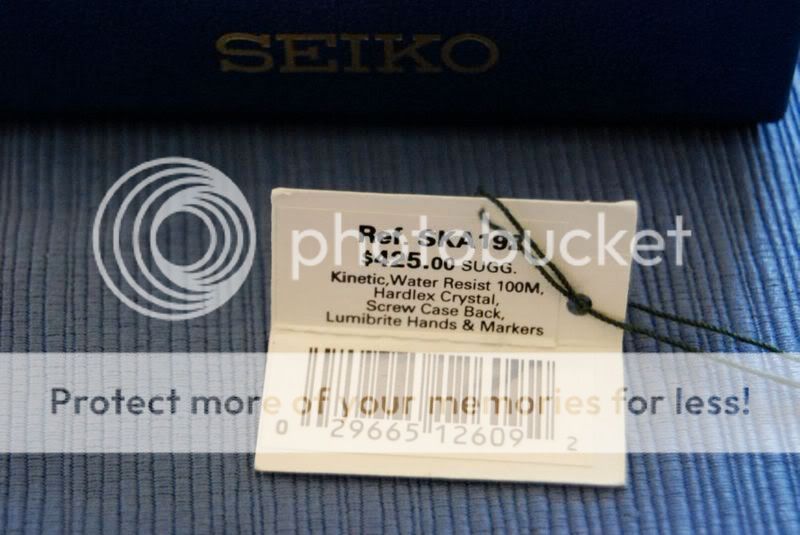 SEIKO
photobucket
Ref.
$425.00 SUGG.
Kinetic,Water Resist 100M,
Hardlex Crystal,
Screw Case Back,
Lumibrite Hands & Markers
Protect more of your memories for less!
0 29665 12609 2